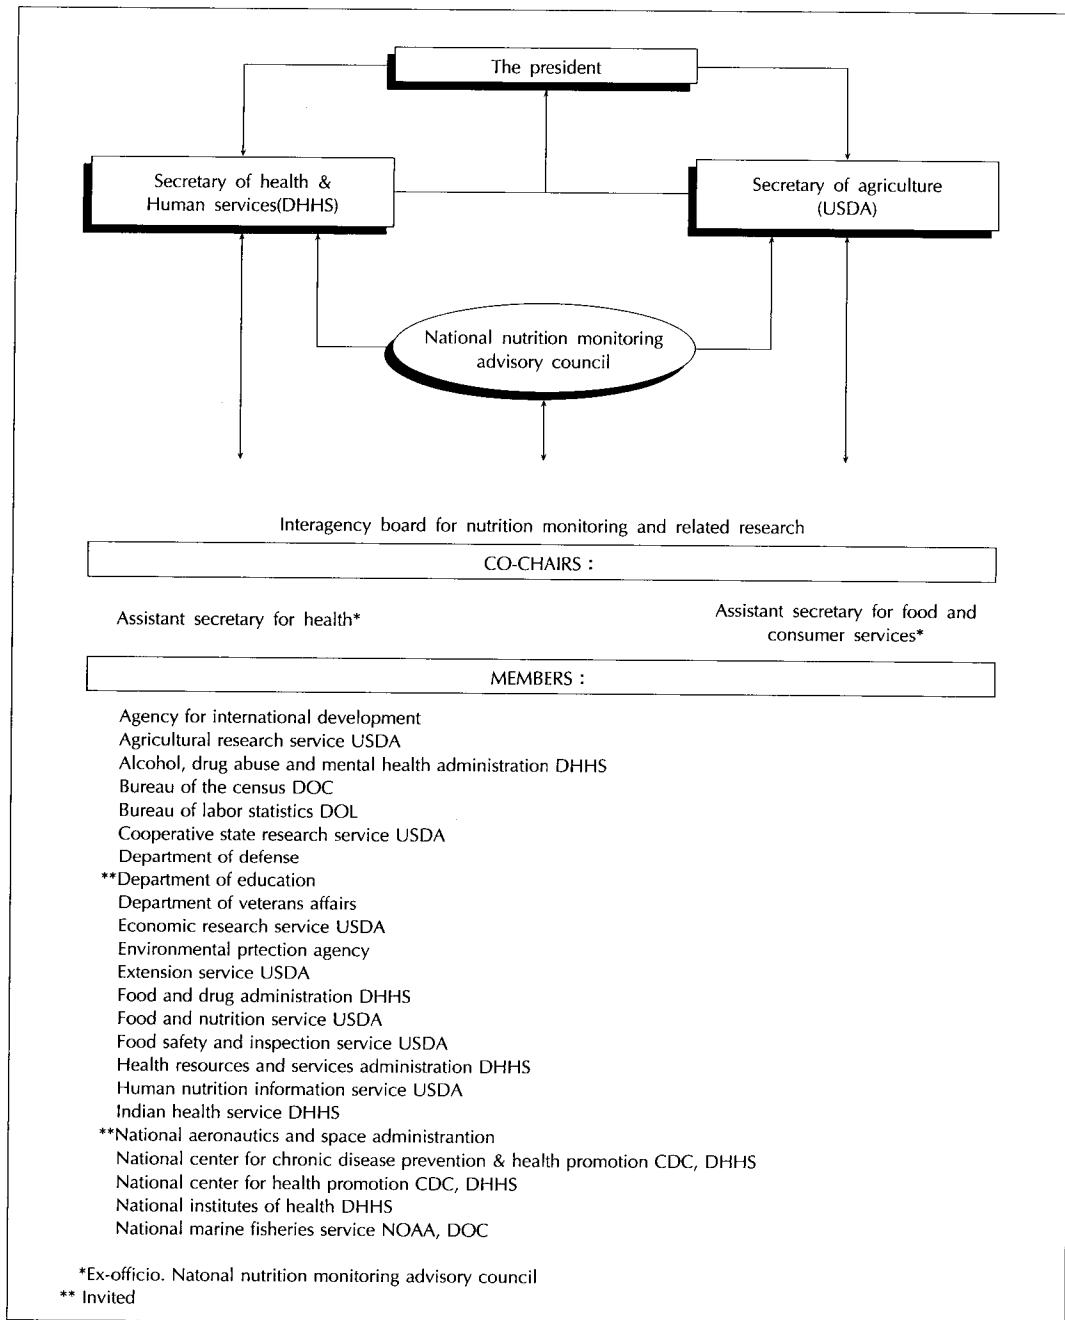 The president
Secretary of health &
Human services(DHHS)
Secretary of agriculture
(USDA)
National nutrition monitoring
advisory council
Interagency board for nutrition monitoring and related research
CO-CHAIRS :
Assistant secretary for health*
Assistant secretary for food and
consumer services*
MEMBERS :
Agency for international development
Agricultural research service USDA
Alcohol, drug abuse and mental health administration DHHS
Bureau of the census DOC
Bureau of labor statistics DOL
Cooperative state research service USDA
Department of defense
**Department of education
Department of veterans affairs
Economic research service USDA
Environmental prtection agency
Extension service USDA
Food and drug administration DHHS
Food and nutrition service USDA
Food safety and inspection service USDA
Health resources and services administration DHHS
Human nutrition information service USDA
Indian health service DHHS
**National aeronautics and space administrantion
National center for chronic disease prevention & health promotion CDC, DHHS
National center for health promotion CDC, DHHS
National institutes of health DHHS
National marine fisheries service NOAA, DOC
*Ex-officio. Natonal nutrition monitoring advisory council
** Invited